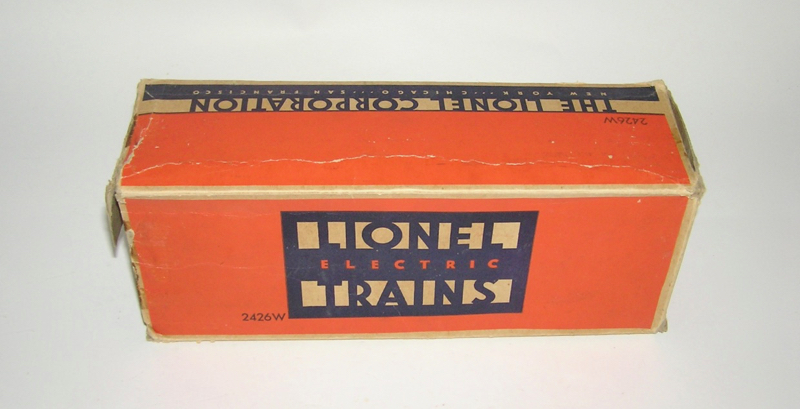 NEW YORK···CHICAGO···SAN FRANCISCO
THE LIONEL CORPORATION
2426W
LIONEL
ELECTRIC
TRAINS
2426W